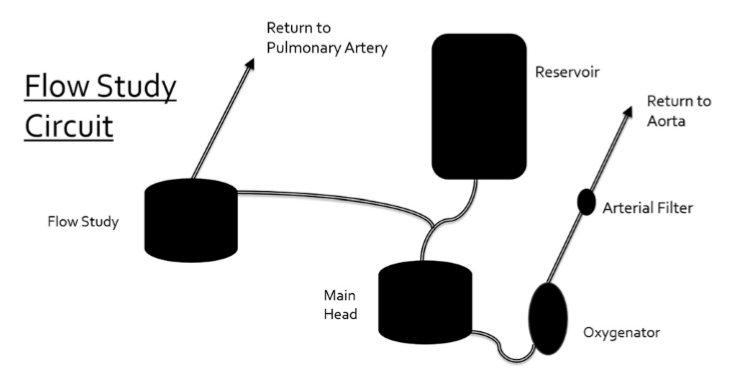 Flow Study
Circuit
Return to
Pulmonary Artery
Reservoir
Return to
Aorta
Flow Study
Arterial Filter
Main
Head
Oxygenator